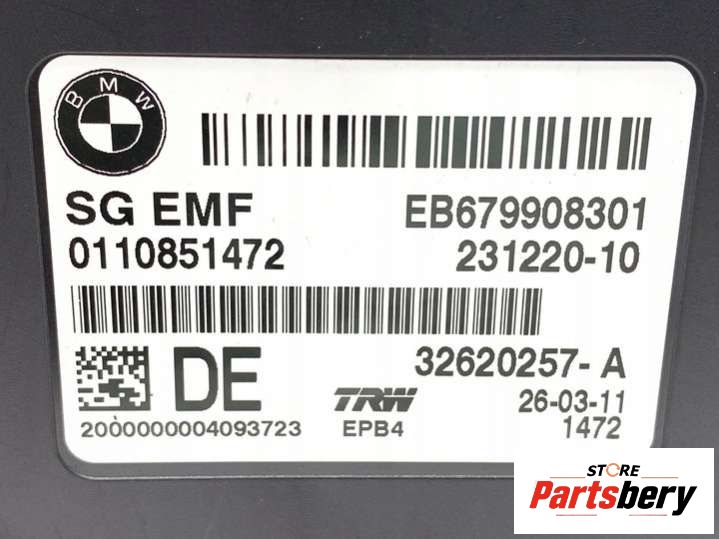 BMW
SG EMF EB679908301
0110851472 231220-10
DE 32620257- A
TRW 26-03-11
2000000004093723 EPB4 1472
STORE
Partsbery